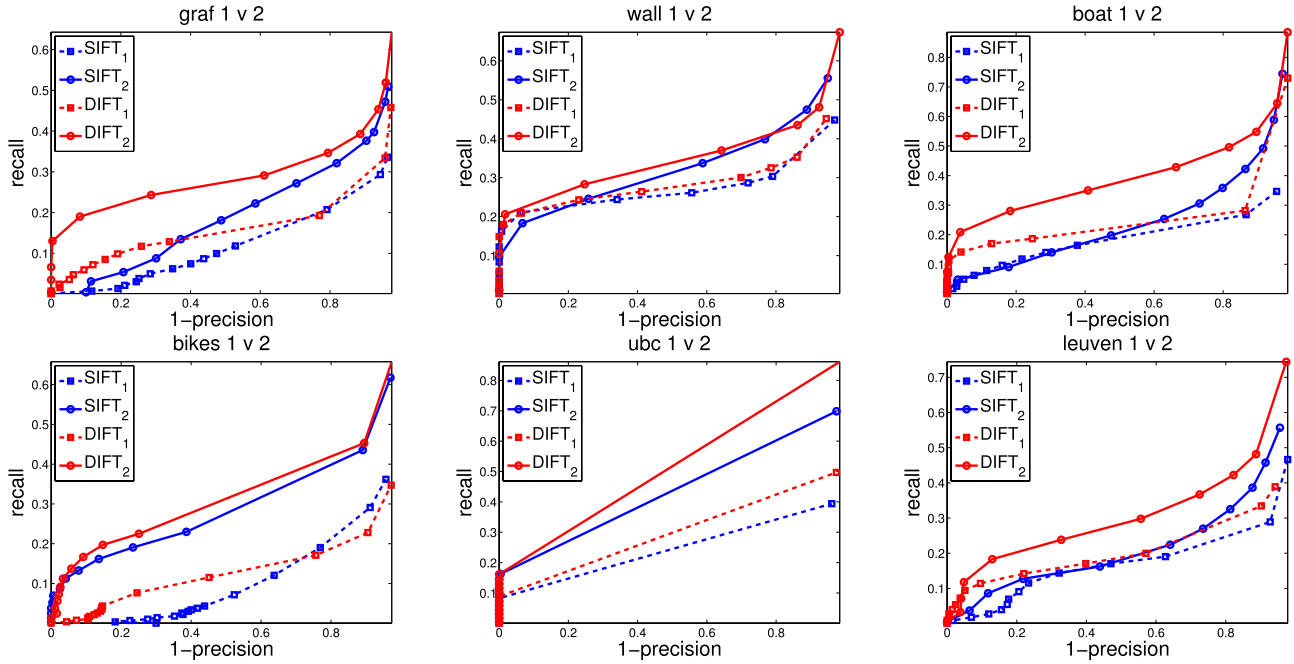 graf 1 v 2
SIFT1
SIFT2
DIFT1
DIFT2
recall
0.6
0.5
0.4
0.3
0.2
0.1
0 0.2 0.4 0.6 0.8
1−precision
wall 1 v 2
SIFT1
SIFT2
DIFT1
DIFT2
recall
0.6
0.5
0.4
0.3
0.2
0.1
0 0.2 0.4 0.6 0.8
1−precision
boat 1 v 2
SIFT1
SIFT2
DIFT1
DIFT2
recall
0.8
0.7
0.6
0.5
0.4
0.3
0.2
0.1
0 0.2 0.4 0.6 0.8
1−precision
bikes 1 v 2
SIFT1
SIFT2
DIFT1
DIFT2
recall
0.6
0.5
0.4
0.3
0.2
0.1
0 0.2 0.4 0.6 0.8
1−precision
ubc 1 v 2
SIFT1
SIFT2
DIFT1
DIFT2
recall
0.8
0.7
0.6
0.5
0.4
0.3
0.2
0.1
0 0.2 0.4 0.6 0.8
1−precision
leuven 1 v 2
SIFT1
SIFT2
DIFT1
DIFT2
recall
0.7
0.6
0.5
0.4
0.3
0.2
0.1
0 0.2 0.4 0.6 0.8
1−precision